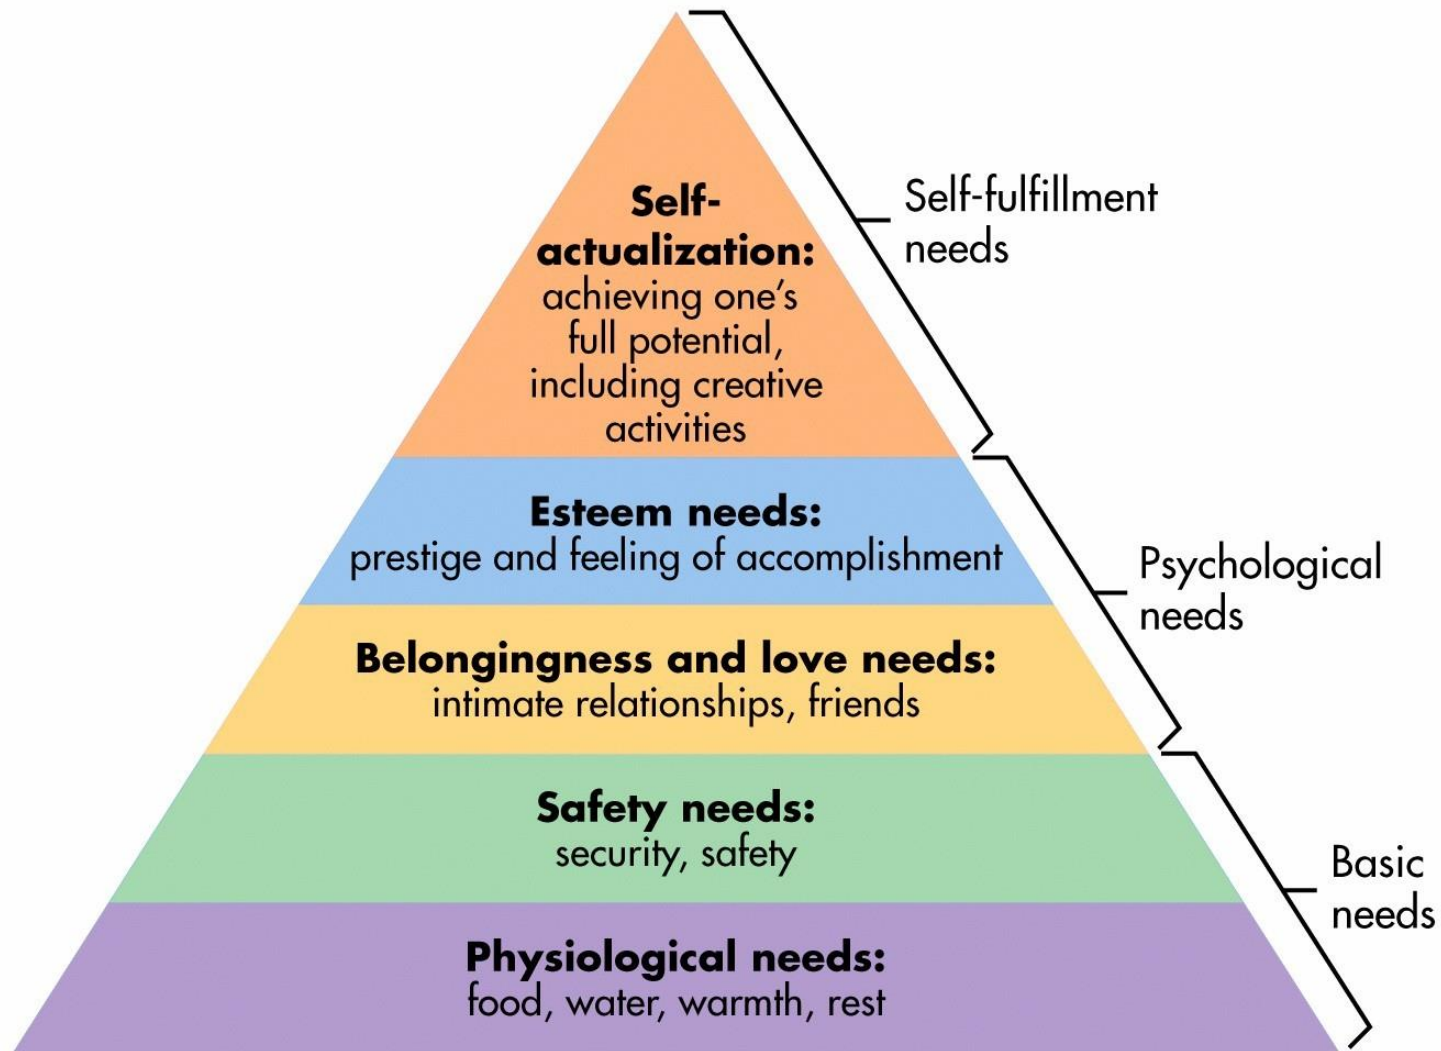 Self-
actualization:
achieving one's
full potential,
including creative
activities
Self-fulfillment
needs
Esteem needs:
prestige and feeling of accomplishment
Psychological
needs
Belongingness and love needs:
intimate relationships, friends
Safety needs:
security, safety
Basic
needs
Physiological needs:
food, water, warmth, rest